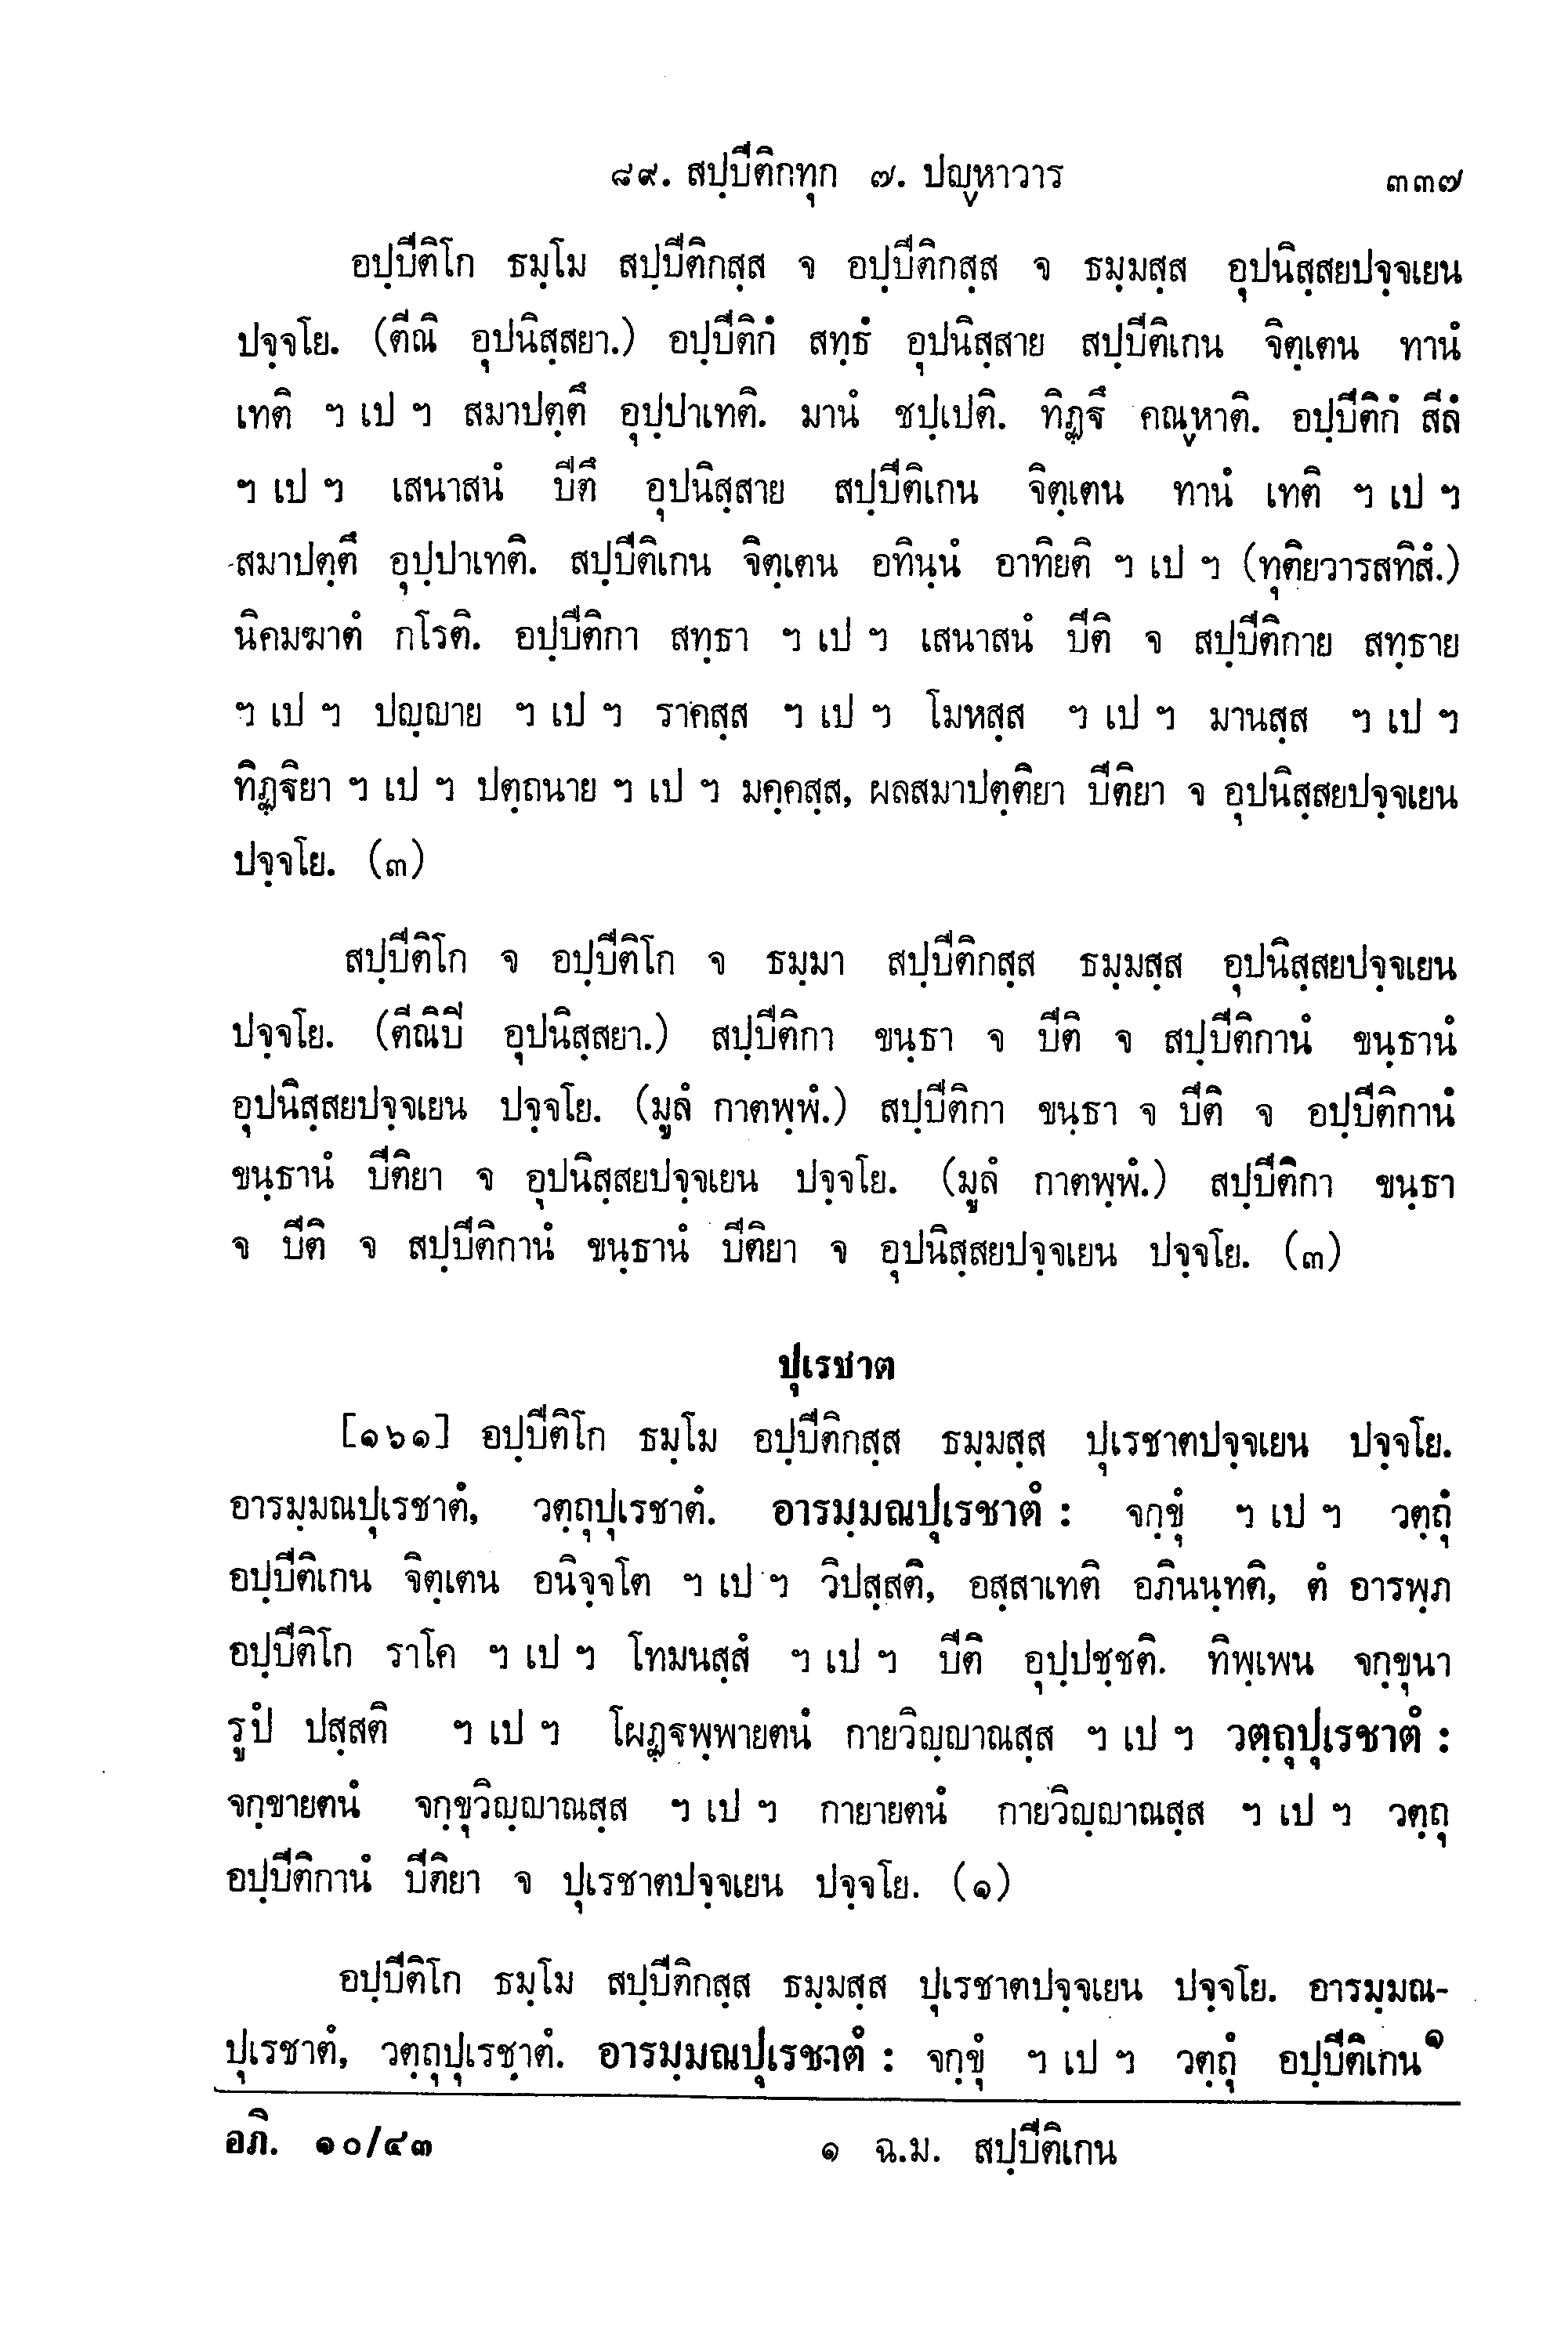 ๘๙. สปฺปีติกทุก ๗. ปญฺหาวาร ๓๓๗
อปฺปีติโก ธมฺโม สปฺปีติกสฺส จ อปฺปีติกสฺส จ ธมฺมสฺส อุปนิสฺสยปจฺจเยน
ปจฺจโย. (ตีณิ อุปนิสฺสยา.) อปฺปีติกํ สทฺธํ อุปนิสฺสาย สปฺปีติเกน จิตฺเตน ทานํ
เทติ ฯ เป ฯ สมาปตฺตึ อุปฺปาเทติ. มานํ ชปฺเปติ. ทิฏฺฐึ คณฺหาติ. อปฺปีติกํ สีลํ
ฯ เป ฯ เสนาสนํ ปีตึ อุปนิสฺสาย สปฺปีติเกน จิตฺเตน ทานํ เทติ ฯ เป ฯ
สมาปตฺตึ อุปฺปาเทติ. สปฺปีติเกน จิตฺเตน อทินฺนํ อาทิยติ ฯ เป ฯ (ทุติยวารสทิสํ.)
นิคมฆาตํ กโรติ. อปฺปีติกา สทฺธา ฯ เป ฯ เสนาสนํ ปีติ จ สปฺปีติกาย สทฺธาย
ฯ เป ฯ ปญฺญาย ฯ เป ฯ ราคสฺส ฯ เป ฯ โมหสฺส ฯ เป ฯ มานสฺส ฯ เป ฯ
ทิฏฺฐิยา ฯ เป ฯ ปตฺถนาย ฯ เป ฯ มคฺคสฺส, ผลสมาปตฺติยา ปีติยา จ อุปนิสฺสยปจฺจเยน
ปจฺจโย. (๓)
สปฺปีติโก จ อปฺปีติโก จ ธมฺมา สปฺปีติกสฺส ธมฺมสฺส อุปนิสฺสยปจฺจเยน
ปจฺจโย. (ตีณิปี อุปนิสฺสยา.) สปฺปีติกา ขนฺธา จ ปีติ จ สปฺปีติกานํ ขนฺธานํ
อุปนิสฺสยปจฺจเยน ปจฺจโย. (มูลํ กาตพฺพํ.) สปฺปีติกา ขนฺธา จ ปีติ จ อปฺปีติกานํ
ขนฺธานํ ปีติยา จ อุปนิสฺสยปจฺจเยน ปจฺจโย. (มูลํ กาตพฺพํ.) สปฺปีติกา ขนฺธา
จ ปีติ จ สปฺปีติกานํ ขนฺธานํ ปีติยา จ อุปนิสฺสยปจฺจเยน ปจฺจโย. (๓)
ปุเรชาต
[๑๖๑] อปฺปีติโก ธมฺโม อปฺปีติกสฺส ธมฺมสฺส ปุเรชาตปจฺจเยน ปจฺจโย.
อารมฺมณปุเรชาตํ, วตฺถุปุเรชาตํ. อารมฺมณปุเรชาตํ : จกฺขุํ ฯ เป ฯ วตฺถุํ
อปฺปีติเกน จิตฺเตน อนิจฺจโต ฯ เป ฯ วิปสฺสติ, อสฺสาเทติ อภินนฺทติ, ตํ อารพฺภ
อปฺปีติโก ราโค ฯ เป ฯ โทมนสฺสํ ฯ เป ฯ ปีติ อุปฺปชฺชติ. ทิพฺเพน จกฺขุนา
รูปํ ปสฺสติ ฯ เป ฯ โผฏฺฐพฺพายตนํ กายวิญฺญาณสฺส ฯ เป ฯ วตฺถุปุเรชาตํ :
จกฺขายตนํ จกฺขุวิญฺญาณสฺส ฯ เป ฯ กายายตนํ กายวิญฺญาณสฺส ฯ เป ฯ วตฺถุ
อปฺปีติกานํ ปีติยา จ ปุเรชาตปจฺจเยน ปจฺจโย. (๑)
อปฺปีติโก ธมฺโม สปฺปีติกสฺส ธมฺมสฺส ปุเรชาตปจฺจเยน ปจฺจโย. อารมฺมณ-
ปุเรชาตํ, วตฺถุปุเรชาตํ. อารมฺมณปุเรชาตํ : จกฺขุํ ฯ เป ฯ วตฺถุํ อปฺปีติเกน๑
อภิ. ๑๐/๔๓ ๑ ฉ.ม. สปฺปีติเกน